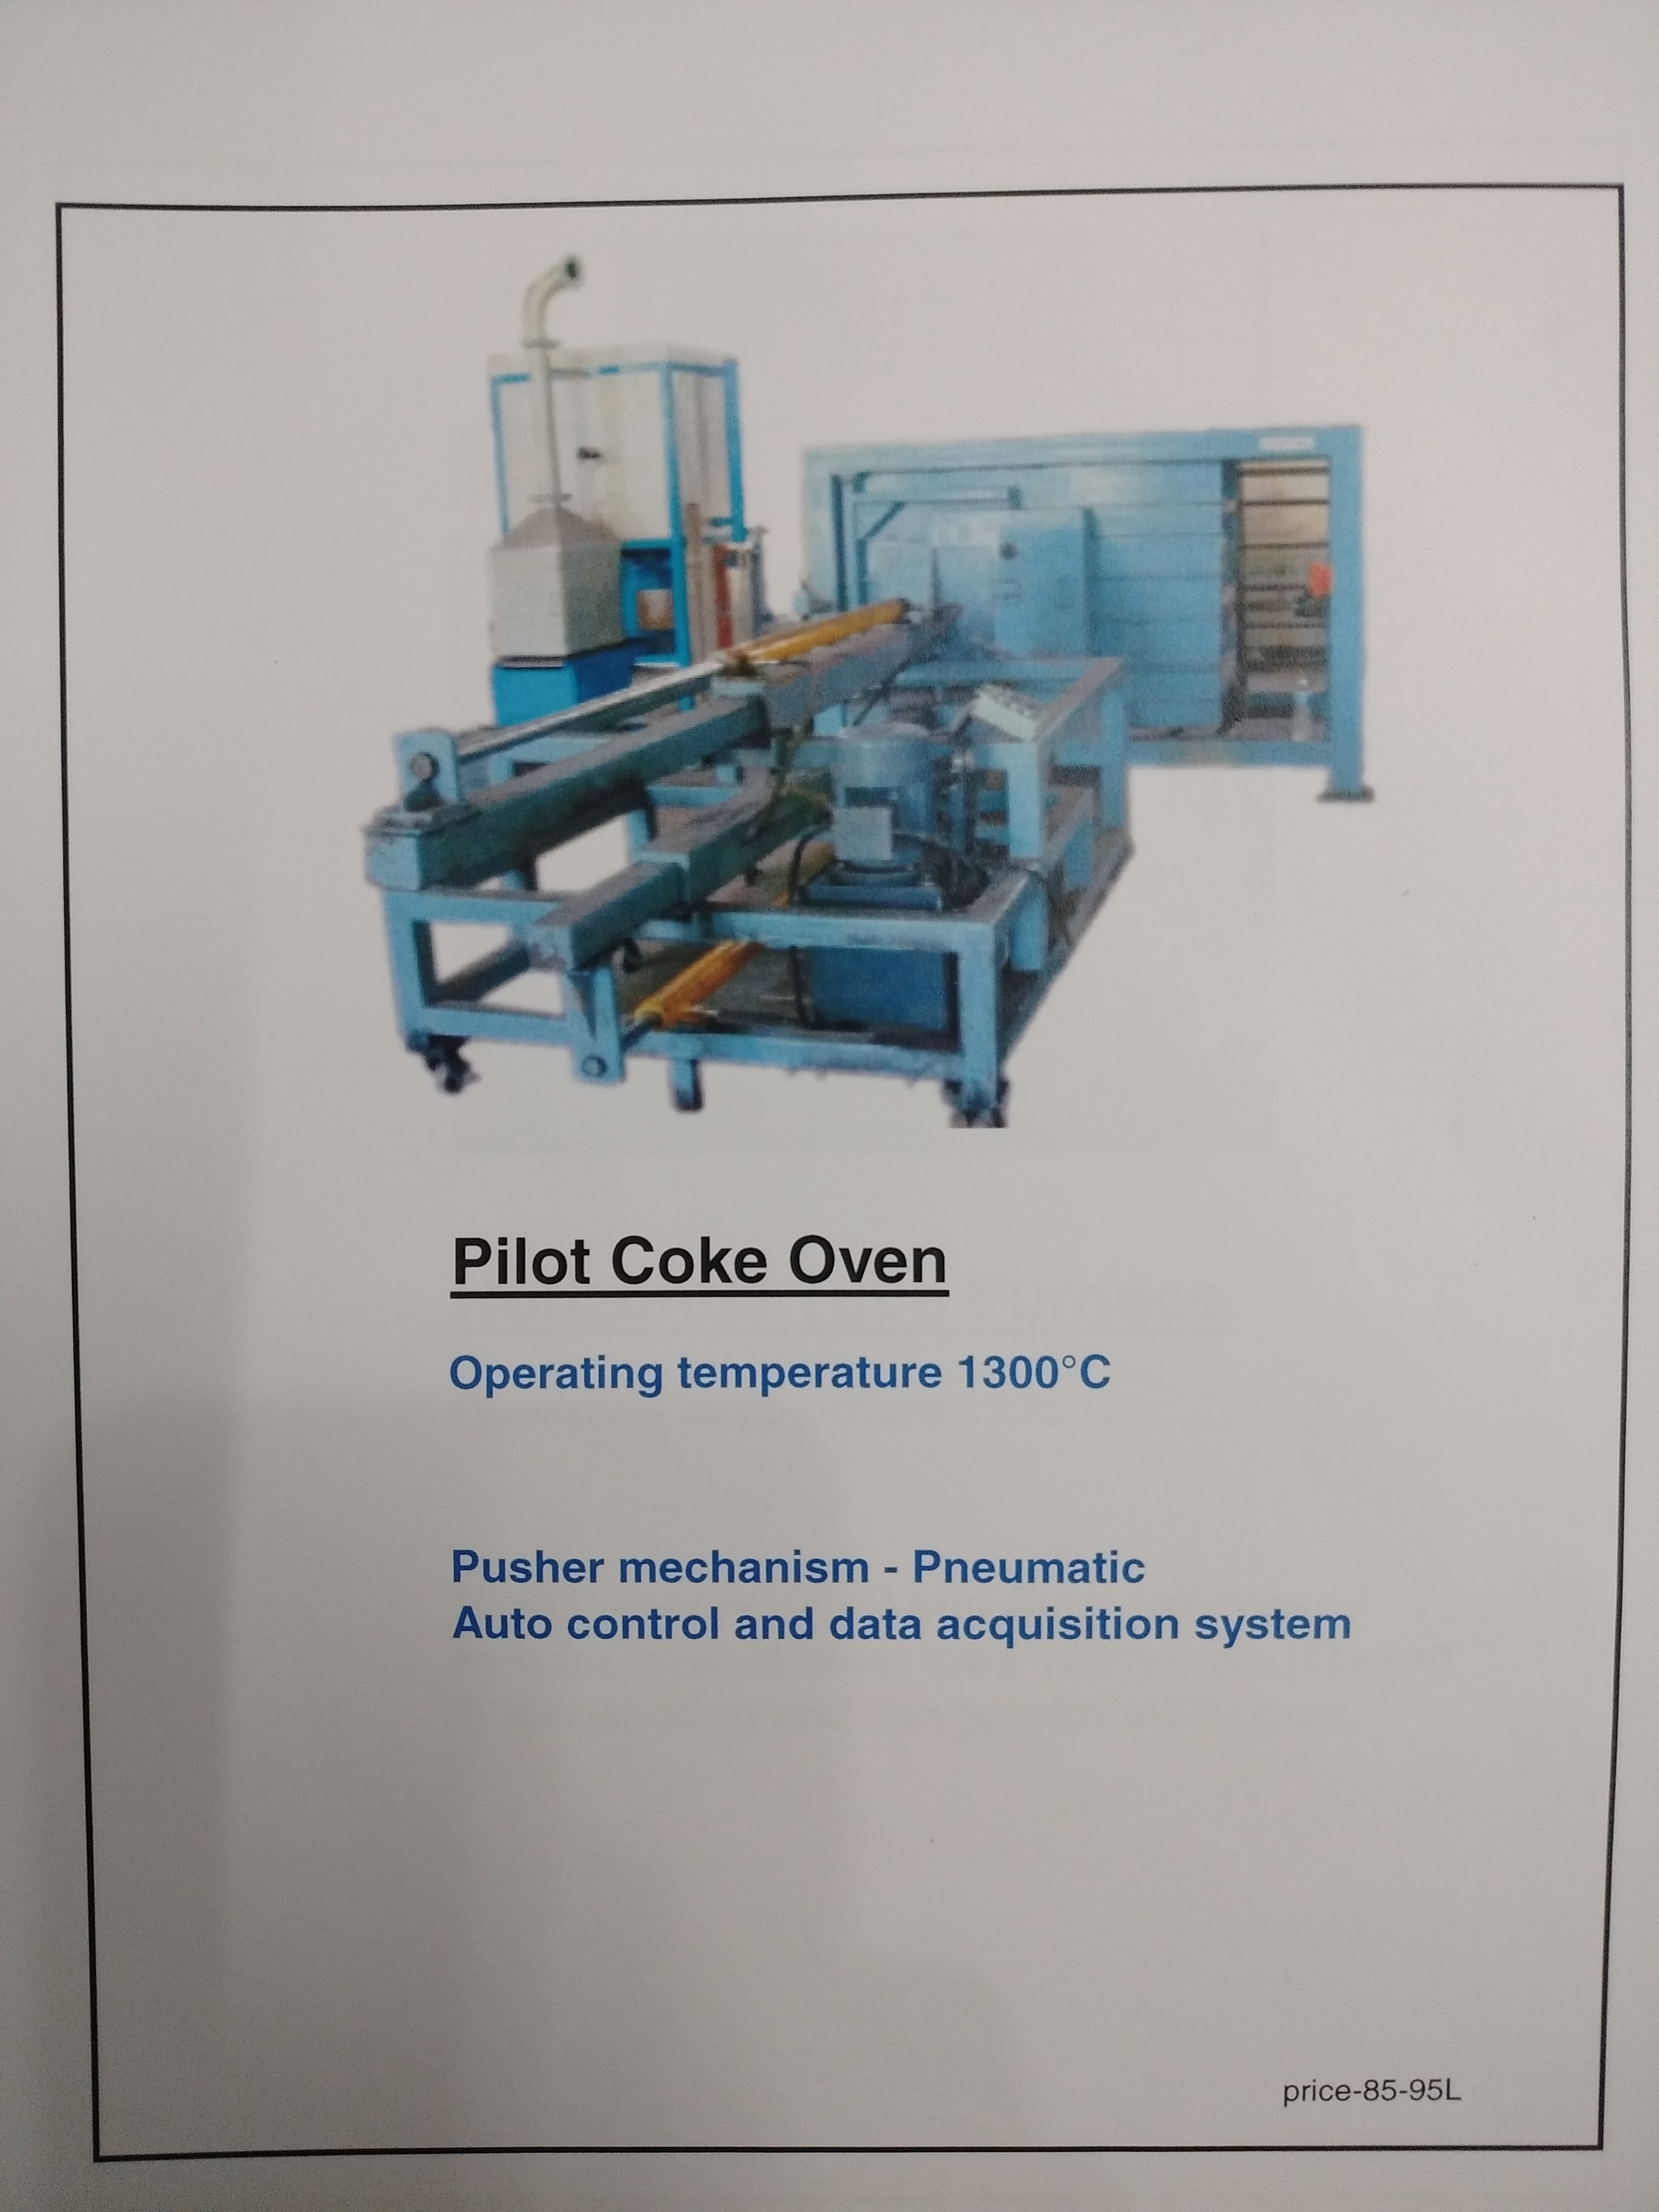 Pilot Coke Oven
Operating temperature 1300°C
Pusher mechanism - Pneumatic
Auto control and data acquisition system
price-85-95L